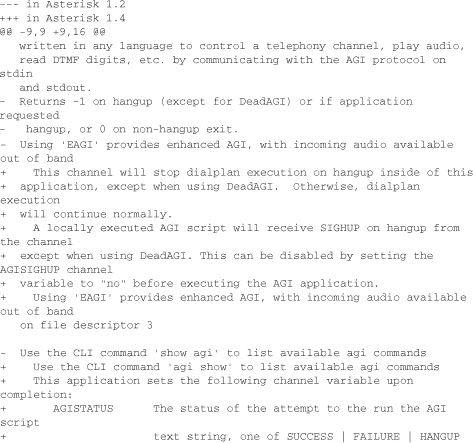 --- in Asterisk 1.2
+++ in Asterisk 1.4
@@ -9,9 +9,16 @@
written in any language to control a telephony channel, play audio,
read DTMF digits, etc. by communicating with the AGI protocol on
stdin
and stdout.
- Returns -1 on hangup (except for DeadAGI) or if application
requested
- hangup, or 0 on non-hangup exit.
- Using 'EAGI' provides enhanced AGI, with incoming audio available
out of band
+ This channel will stop dialplan execution on hangup inside of this
+ application, except when using DeadAGI. Otherwise, dialplan
execution
+ will continue normally.
+ A locally executed AGI script will receive SIGHUP on hangup from
the channel
+ except when using DeadAGI. This can be disabled by setting the
AGISIGHUP channel
+ variable to "no" before executing the AGI application.
+ Using 'EAGI' provides enhanced AGI, with incoming audio available
out of band
on file descriptor 3
- Use the CLI command 'show agi' to list available agi commands
+ Use the CLI command 'agi show' to list available agi commands
+ This application sets the following channel variable upon
completion:
+ AGISTATUS The status of the attempt to the run the AGI
script
+ text string, one of SUCCESS | FAILURE | HANGUP